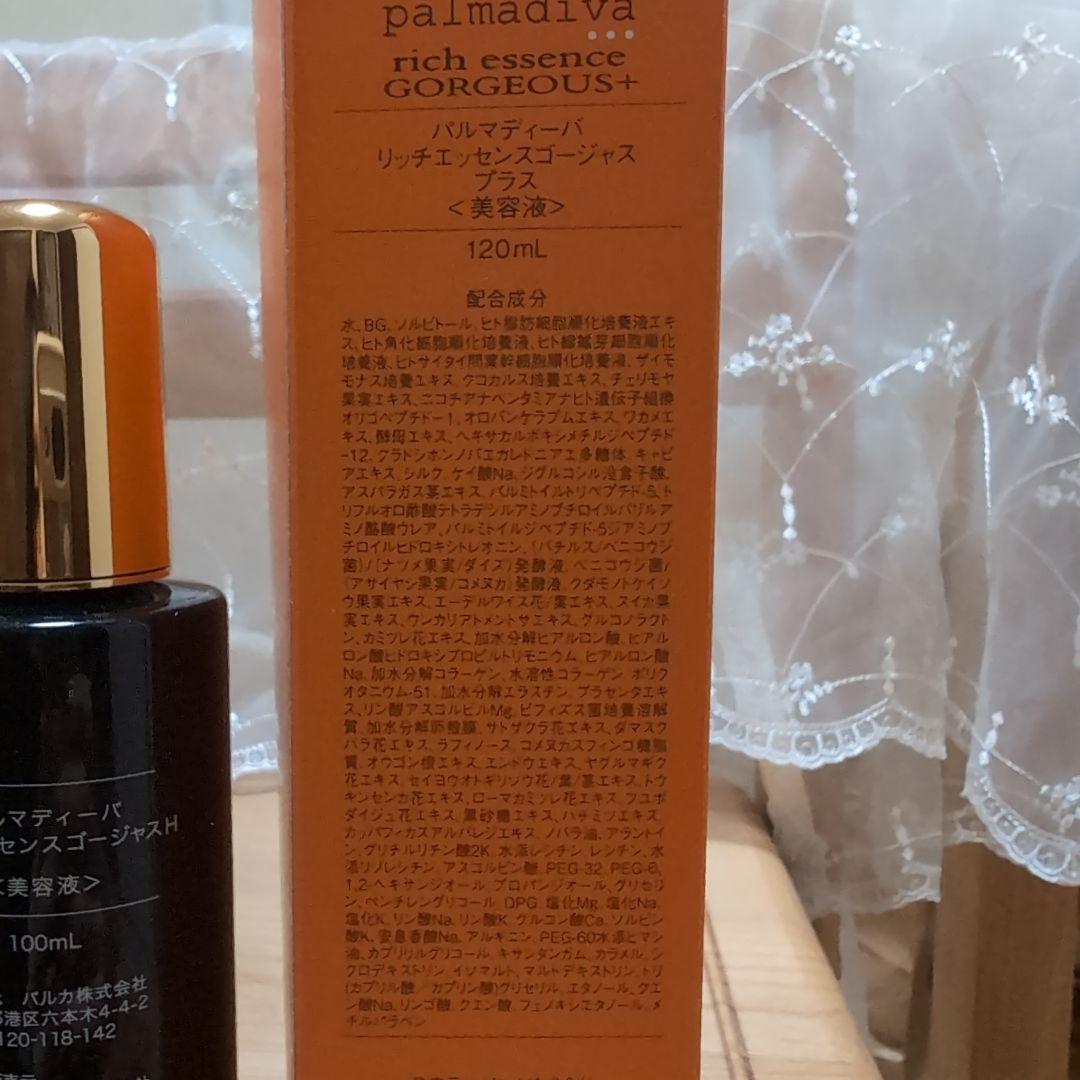 palmadiva
rich essence
GORGEOUS+
パルマディーバ
リッチエッセンスゴージャス
プラス
<美容液>
120mL
配合成分
水、BG、ソルビトール、ヒト脂肪細胞順化培養液エキ
ス、ヒト角化細胞順化培養液、ヒト線維芽細胞順化
培養液、ヒトサイタイ間葉幹細胞順化培養液、ザイモ
モナス培養エキス、クコカルス培養エキス、チェリモヤ
果実エキス、ニコチアナベンタミアナヒト遺伝子組換
オリゴペプチド-1、オロバンケラプムエキス、ワカメエ
キス、酵母エキス、ヘキサカルボキシメチルジペプチド
-12、クラドシホンノバエカレドニアエ多糖体、キャビ
アエキス、シルク、ケイ酸Na、ジグルコシル没食子酸、
アスパラガス茎エキス、パルミトイルトリペプチド-5、ト
リフルオロ酢酸テトラデシルアミノブチロイルバリルア
ミノ酪酸ウレア、パルミトイルジペプチド-5ジアミノブ
チロイルヒドロキシトレオニン、(バチルス/ベニコウジ
菌)/(ナツメ果実/ダイズ)発酵液、ベニコウジ菌/
(アサイヤシ果実/コメヌカ)発酵液、クダモノトケイソ
ウ果実エキス、エーデルワイス花/葉エキス、スイカ果
実エキス、ウンカリアトメントサエキス、グルコノラクト
ン、カミツレ花エキス、加水分解ヒアルロン酸、ヒアル
ロン酸ヒドロキシプロピルトリモニウム、ヒアルロン酸
Na、加水分解コラーゲン、水溶性コラーゲン、ポリク
オタニウム-51、加水分解エラスチン、プラセンタエキ
ス、リン酸アスコルビルMg、ビフィズス菌培養溶解
質、加水分解卵殻膜、サトザクラ花エキス、ダマスク
バラ花エキス、ラフィノース、コメヌカスフィンゴ糖脂
質、オウゴン根エキス、エンドウエキス、ヤグルマギク
花エキス、セイヨウオトギリソウ花/葉/茎エキス、トウ
キンセンカ花エキス、ローマカミツレ花エキス、フユボ
ダイジュ花エキス、黒砂糖エキス、ハチミツエキス、
カッパフィカスアルバレジエキス、ノバラ油、アラントイ
ン、グリチルリチン酸2K、水添レシチン、レシチン、水
添リゾレシチン、アスコルビン酸、PEG-32、PEG-6、
1,2-ヘキサンジオール、プロパンジオール、グリセリ
ン、ペンチレングリコール、DPG、塩化Mg、塩化Na、
塩化K、リン酸Na、リン酸K、グルコン酸Ca、ソルビン
酸K、安息香酸Na、アルギニン、PEG-60水添ヒマシ
油、カプリリルグリコール、キサンタンガム、カラメル、シ
クロデキストリン、イソマルト、マルトデキストリン、トリ
(カプリル酸/カプリン酸)グリセリル、エタノール、クエ
ン酸Na、リンゴ酸、クエン酸、フェノキシエタノール、メ
チルパラベン
ルマディーバ
センスゴージャスH
<美容液>
100mL
パルカ株式会社
港区六本木4-4-2
120-118-142